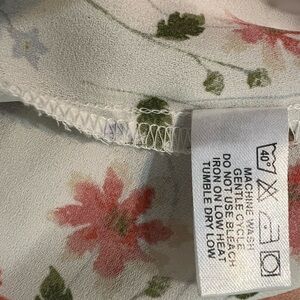 40°
MACHINE WASH
GENTLE CYCLE
DO NOT USE BLEACH
IRON ON LOW HEAT
TUMBLE DRY LOW